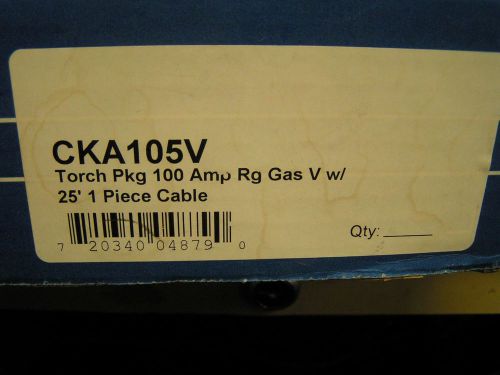 CKA105V
Torch Pkg 100 Amp Rg Gas V w/
25' 1 Piece Cable
7 20340 04879 0
Qty: